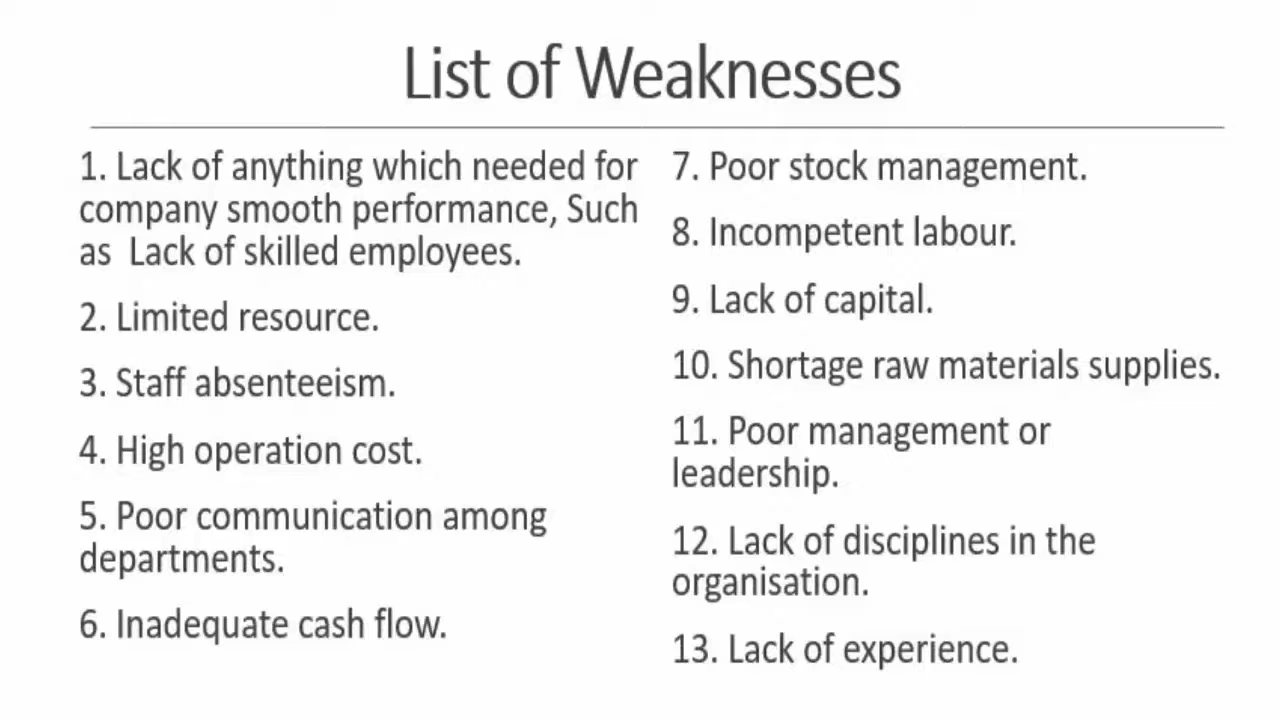 List of Weaknesses
1. Lack of anything which needed for
company smooth performance, Such
as  Lack of skilled employees.
2. Limited resource.
3. Staff absenteeism.
4. High operation cost.
5. Poor communication among
departments.
6. Inadequate cash flow.
7. Poor stock management.
8. Incompetent labour.
9. Lack of capital.
10. Shortage raw materials supplies.
11. Poor management or
leadership.
12. Lack of disciplines in the
organisation.
13. Lack of experience.